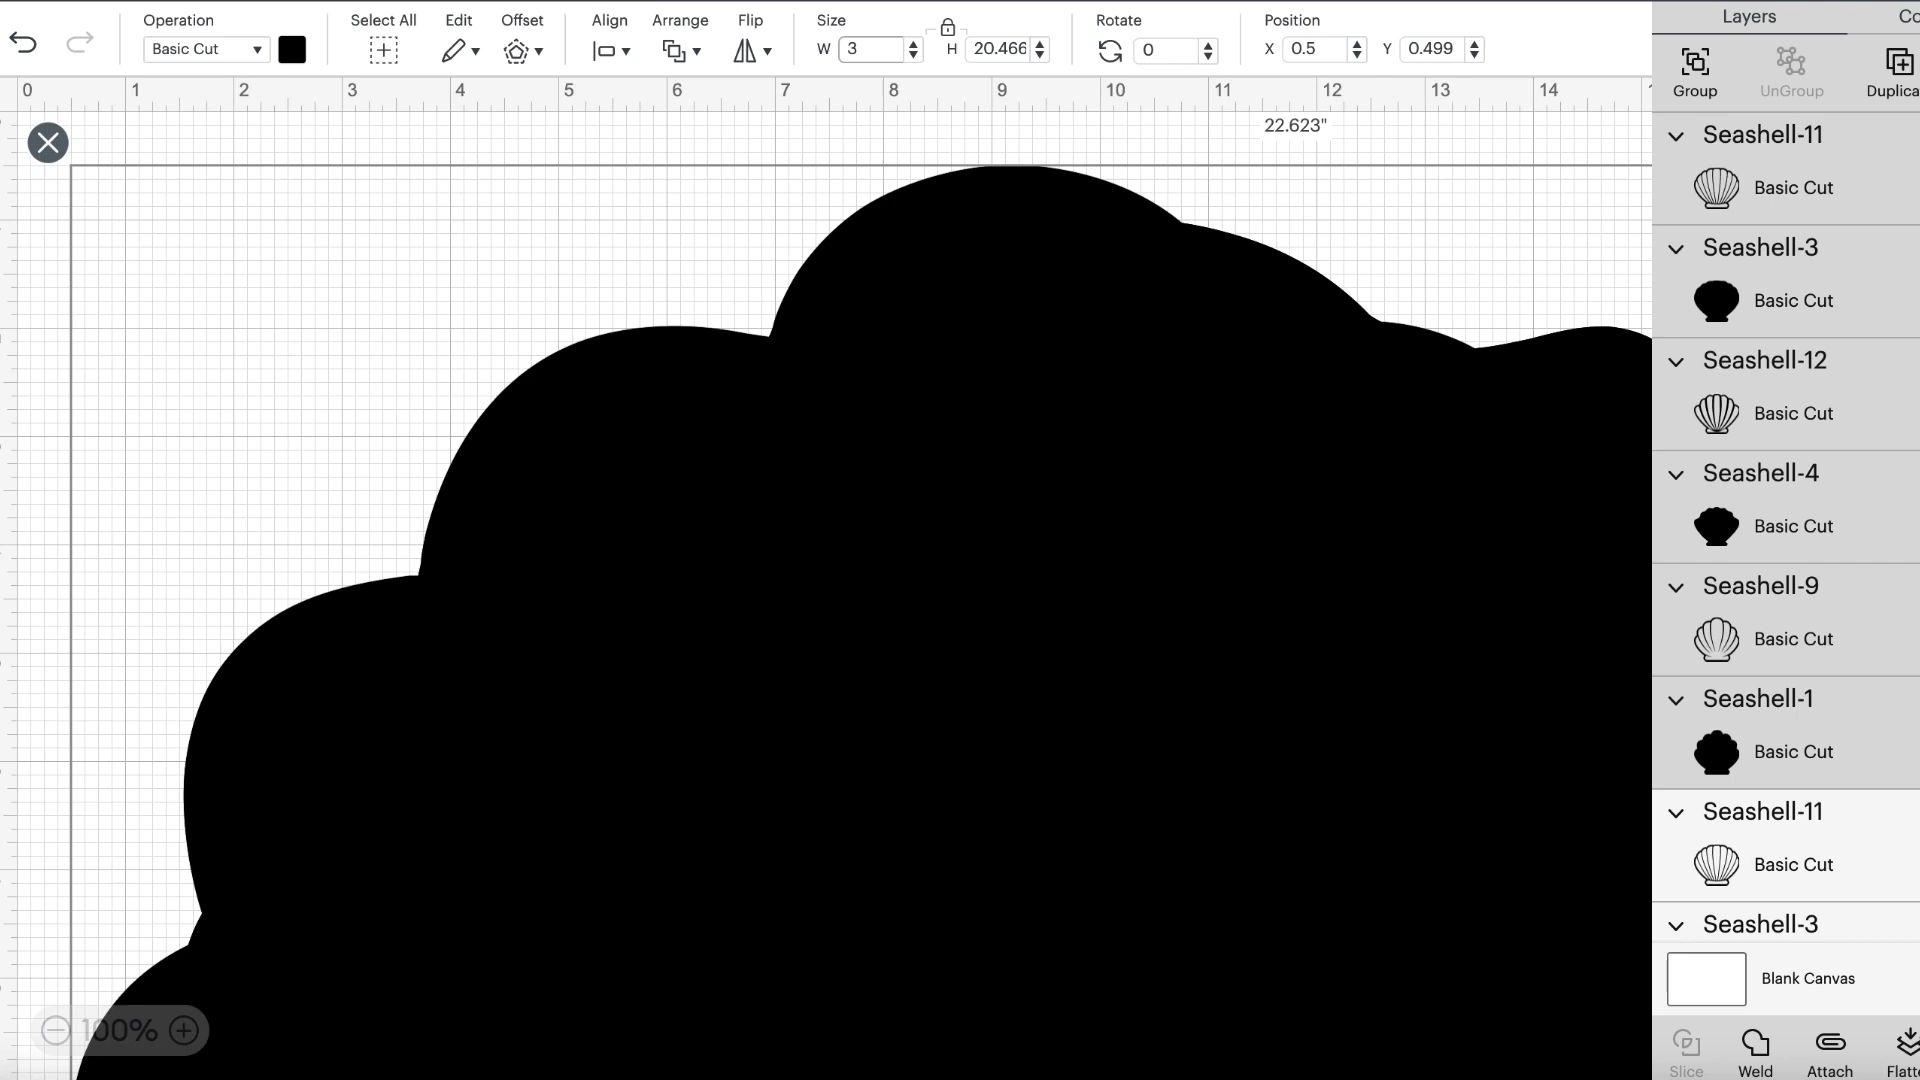 Operation Select All Edit Offset Align Arrange Flip Size Rotate Position
Basic Cut W 3 H 20.466 0 X 0.5 Y 0.499
0 1 2 3 4 5 6 7 8 9 10 11 12 13 14
22.623"
100%
Layers Co
Group UnGroup Duplica
Seashell-11
Basic Cut
Seashell-3
Basic Cut
Seashell-12
Basic Cut
Seashell-4
Basic Cut
Seashell-9
Basic Cut
Seashell-1
Basic Cut
Seashell-11
Basic Cut
Seashell-3
Blank Canvas
Slice Weld Attach Flatte